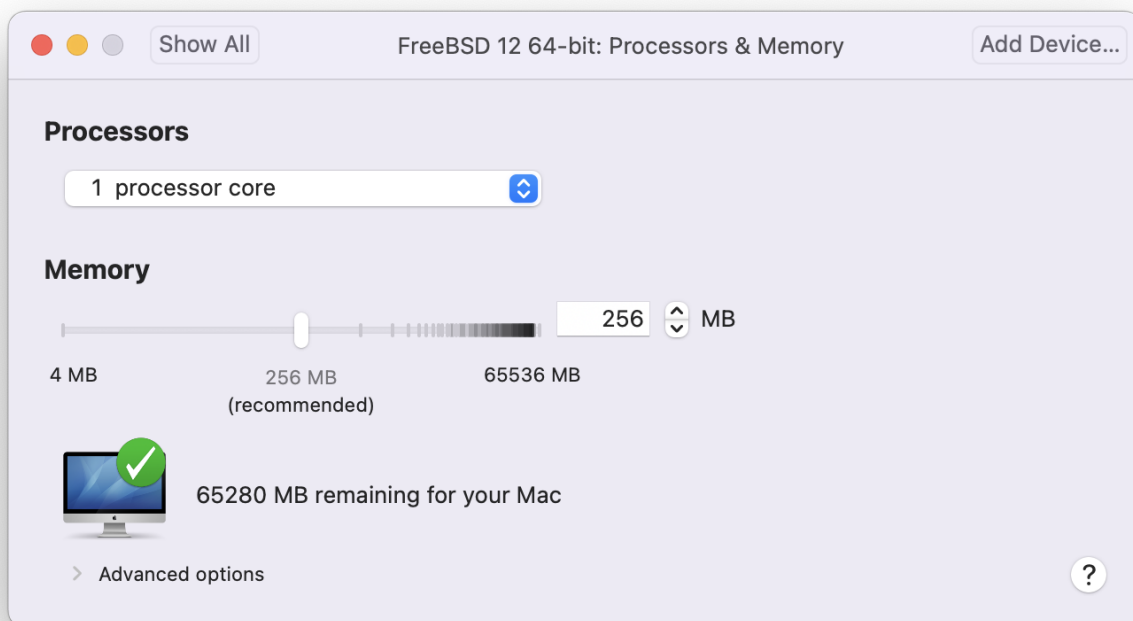 Show All
FreeBSD 12 64-bit: Processors & Memory
Add Device...
Processors
1 processor core
Memory
256
MB
4 MB
256 MB
(recommended)
65536 MB
65280 MB remaining for your Mac
Advanced options
?